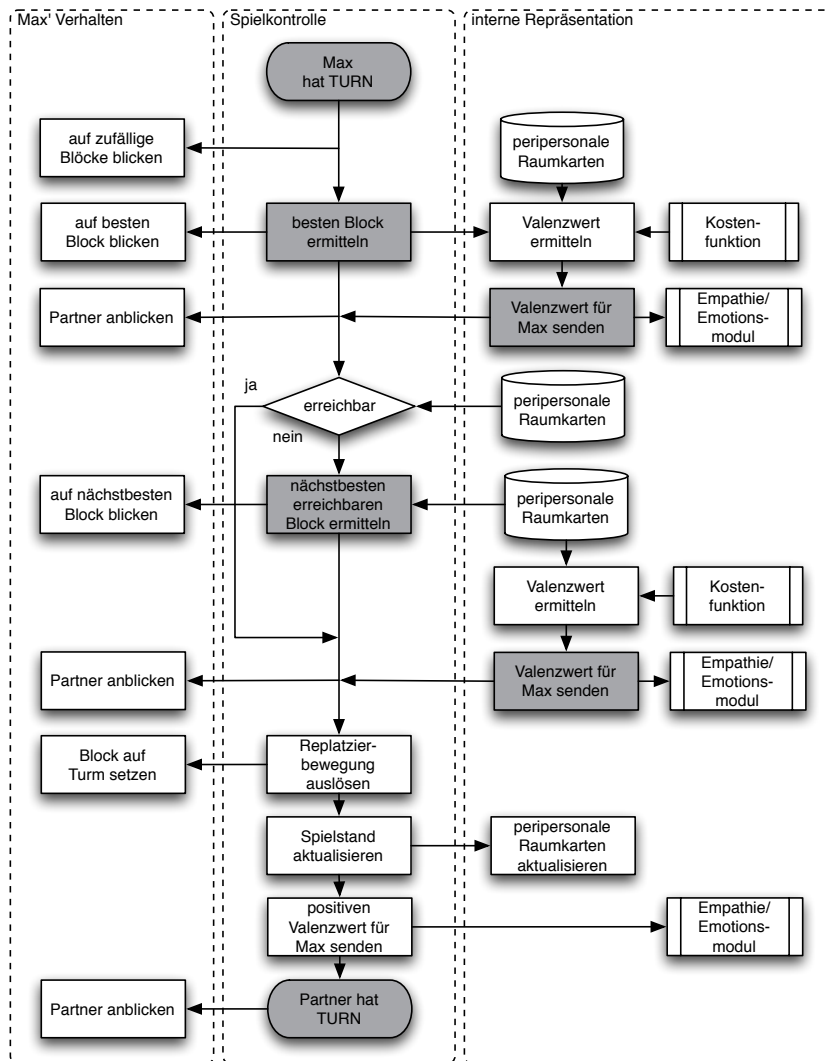 Max' Verhalten
Spielkontrolle
interne Repräsentation
Max
hat TURN
auf zufällige
Blöcke blicken
peripersonale
Raumkarten
auf besten
Block blicken
besten Block
ermitteln
Valenzwert
ermitteln
Kosten-
funktion
Partner anblicken
Valenzwert für
Max senden
Empathie/
Emotions-
modul
ja
erreichbar
nein
peripersonale
Raumkarten
auf nächstbesten
Block blicken
nächstbesten
erreichbaren
Block ermitteln
peripersonale
Raumkarten
Valenzwert
ermitteln
Kosten-
funktion
Partner anblicken
Valenzwert für
Max senden
Empathie/
Emotions-
modul
Block auf
Turm setzen
Replatzier-
bewegung
auslösen
Spielstand
aktualisieren
peripersonale
Raumkarten
aktualisieren
positiven
Valenzwert für
Max senden
Empathie/
Emotions-
modul
Partner anblicken
Partner hat
TURN